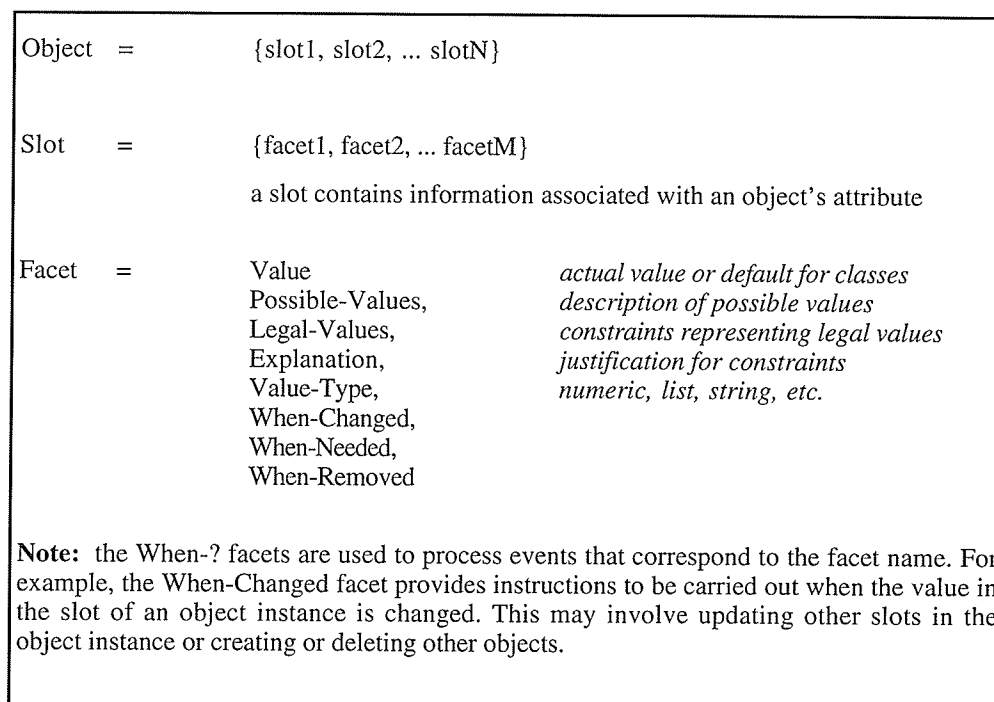 Object = {slot1, slot2, ... slotN}
Slot = {facet1, facet2, ... facetM}
a slot contains information associated with an object's attribute
Facet = Value actual value or default for classes
Possible-Values, description of possible values
Legal-Values, constraints representing legal values
Explanation, justification for constraints
Value-Type, numeric, list, string, etc.
When-Changed,
When-Needed,
When-Removed
Note: the When-? facets are used to process events that correspond to the facet name. For
example, the When-Changed facet provides instructions to be carried out when the value in
the slot of an object instance is changed. This may involve updating other slots in the
object instance or creating or deleting other objects.